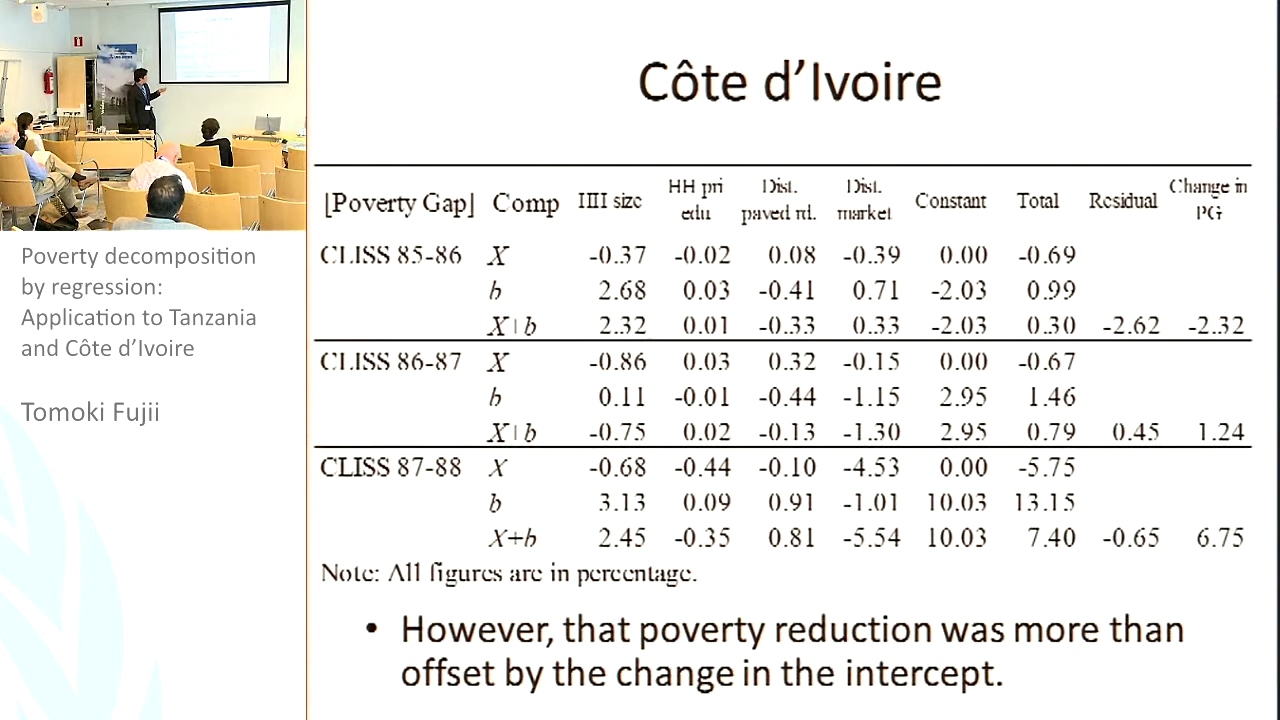 Côte d’Ivoire
[Poverty Gap] Comp HH size HH pri edu Dist. paved rd. Dist. market Constant Total Residual Change in PG
CLISS 85-86 X -0.37 -0.02 0.08 -0.39 0.00 -0.69
b 2.68 0.03 -0.41 0.71 -2.03 0.99
X+b 2.32 0.01 -0.33 0.33 -2.03 0.30 -2.62 -2.32
CLISS 86-87 X -0.86 0.03 0.32 -0.15 0.00 -0.67
b 0.11 -0.01 -0.44 -1.15 2.95 1.46
X+b -0.75 0.02 -0.13 -1.30 2.95 0.79 0.45 1.24
CLISS 87-88 X -0.68 -0.44 -0.10 -4.53 0.00 -5.75
b 3.13 0.09 0.91 -1.01 10.03 13.15
X+b 2.45 -0.35 0.81 -5.54 10.03 7.40 -0.65 6.75
Note: All figures are in percentage.
• However, that poverty reduction was more than
offset by the change in the intercept.
Poverty decomposition
by regression:
Application to Tanzania
and Côte d’Ivoire
Tomoki Fujii